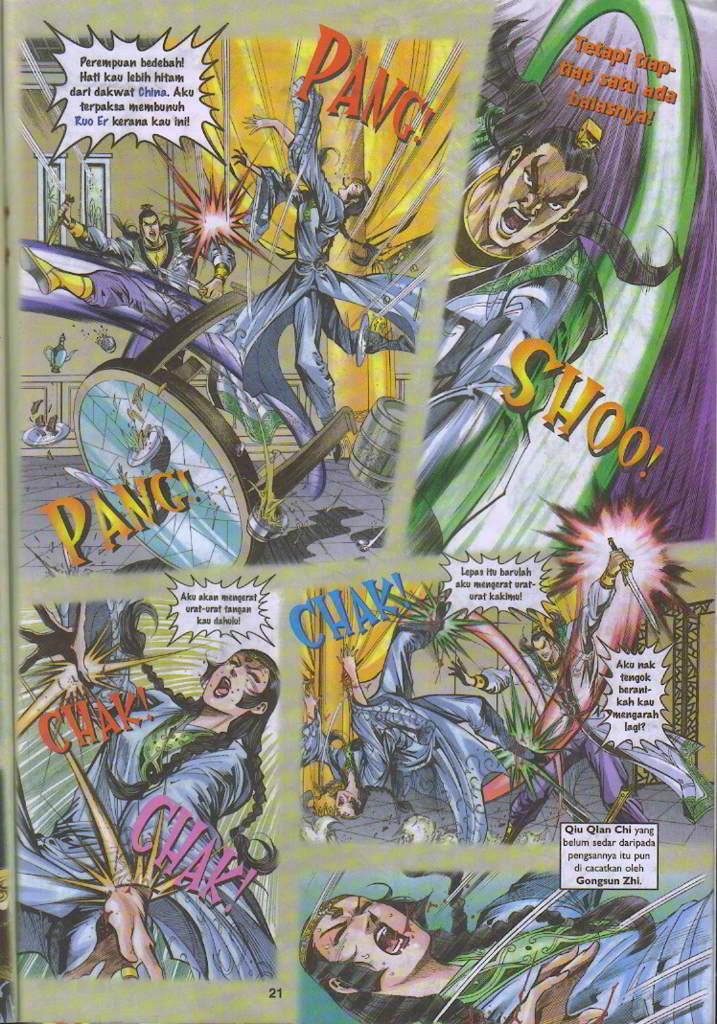 Perempuan bedebah!
Hati kau lebih hitam
dari dakwat China. Aku
terpaksa membunuh
Ruo Er kerana kau ini!
PANG!
Tetapi tiap-
tiap satu ada
balasnya!
PANG!
SHOO!
Aku akan mengerat
urat-urat tangan
kau dahulu!
CHAK!
CHAK!
CHAK!
Lepas itu barulah
aku mengerat urat-
urat kakimu!
Aku nak
tengok
berani-
kah kau
mengarah
lagi?
Qiu Qian Chi yang
belum sedar daripada
pengsannya itu pun
di cacatkan oleh
Gongsun Zhi.
21